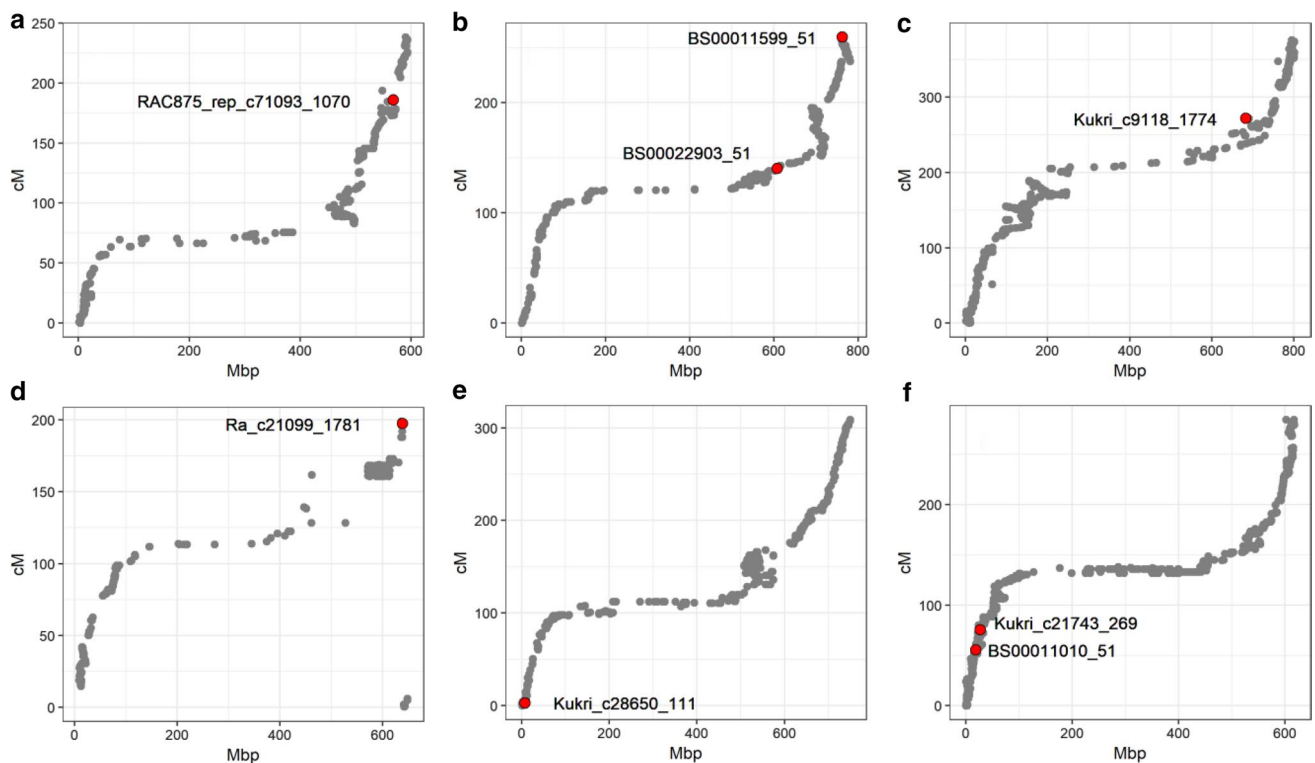 a
250
200
150
100
50
0
cM
RAC875_rep_c71093_1070
0 200 400 600
Mbp
b
200
100
0
cM
BS00011599_51
BS00022903_51
0 200 400 600 800
Mbp
c
300
200
100
0
cM
Kukri_c9118_1774
0 200 400 600 800
Mbp
d
200
150
100
50
0
cM
Ra_c21099_1781
0 200 400 600
Mbp
e
300
200
100
0
cM
Kukri_c28650_111
0 200 400 600
Mbp
f
200
100
0
cM
Kukri_c21743_269
BS00011010_51
0 200 400 600
Mbp